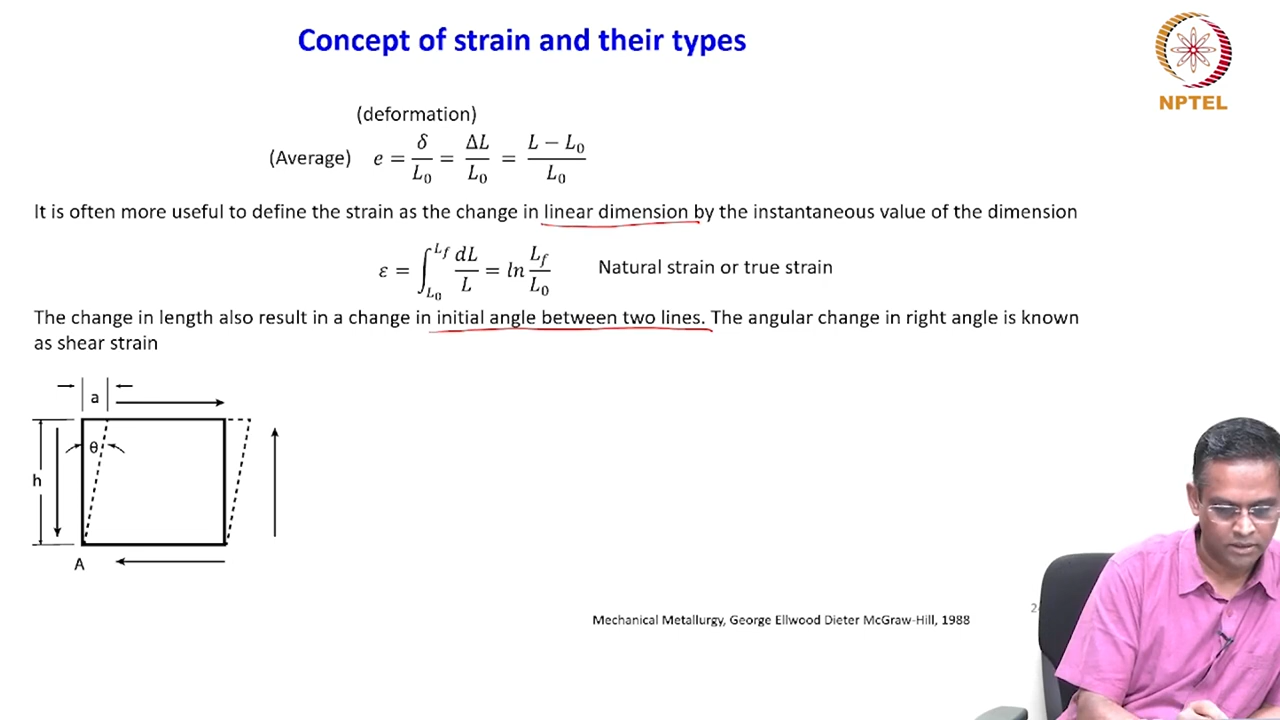 Concept of strain and their types
NPTEL
(deformation)
(Average) e = δ/L₀ = ΔL/L₀ = L − L₀/L₀
It is often more useful to define the strain as the change in linear dimension by the instantaneous value of the dimension
ε = ∫_{L₀}^{L_f} dL/L = ln L_f/L₀ Natural strain or true strain
The change in length also result in a change in initial angle between two lines. The angular change in right angle is known
as shear strain
a
θ
h
A
Mechanical Metallurgy, George Ellwood Dieter McGraw-Hill, 1988